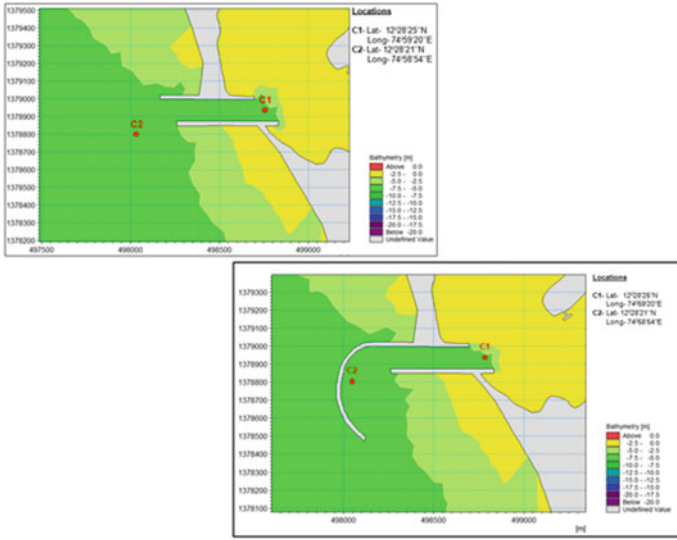 1379500
1379400
1379300
1379200
1379100
1379000
1378900
1378800
1378700
1378600
1378500
1378400
1378300
1378200
497500
498000
498500
499000
C1
C2
Locations
C1- Lat- 12°28'25"N
Long- 74°59'20"E
C2- Lat- 12°28'21"N
Long- 74°58'54"E
Bathymetry [m]
Above 0.0
-2.5 - 0.0
-5.0 - -2.5
-7.5 - -5.0
-10.0 - -7.5
-12.5 - -10.0
-15.0 - -12.5
-17.5 - -15.0
-20.0 - -17.5
Below -20.0
Undefined Value
1379300
1379200
1379100
1379000
1378900
1378800
1378700
1378600
1378500
1378400
1378300
1378200
1378100
498000
498500
499000
[m]
C1
C2
Locations
C1- Lat- 12°28'26"N
Long- 74°59'20"E
C2- Lat- 12°28'21"N
Long- 74°58'54"E
Bathymetry [m]
Above 0.0
-2.5 - 0.0
-5.0 - -2.5
-7.5 - -5.0
-10.0 - -7.5
-12.5 - -10.0
-15.0 - -12.5
-17.5 - -15.0
-20.0 - -17.5
Below -20.0
Undefined Value